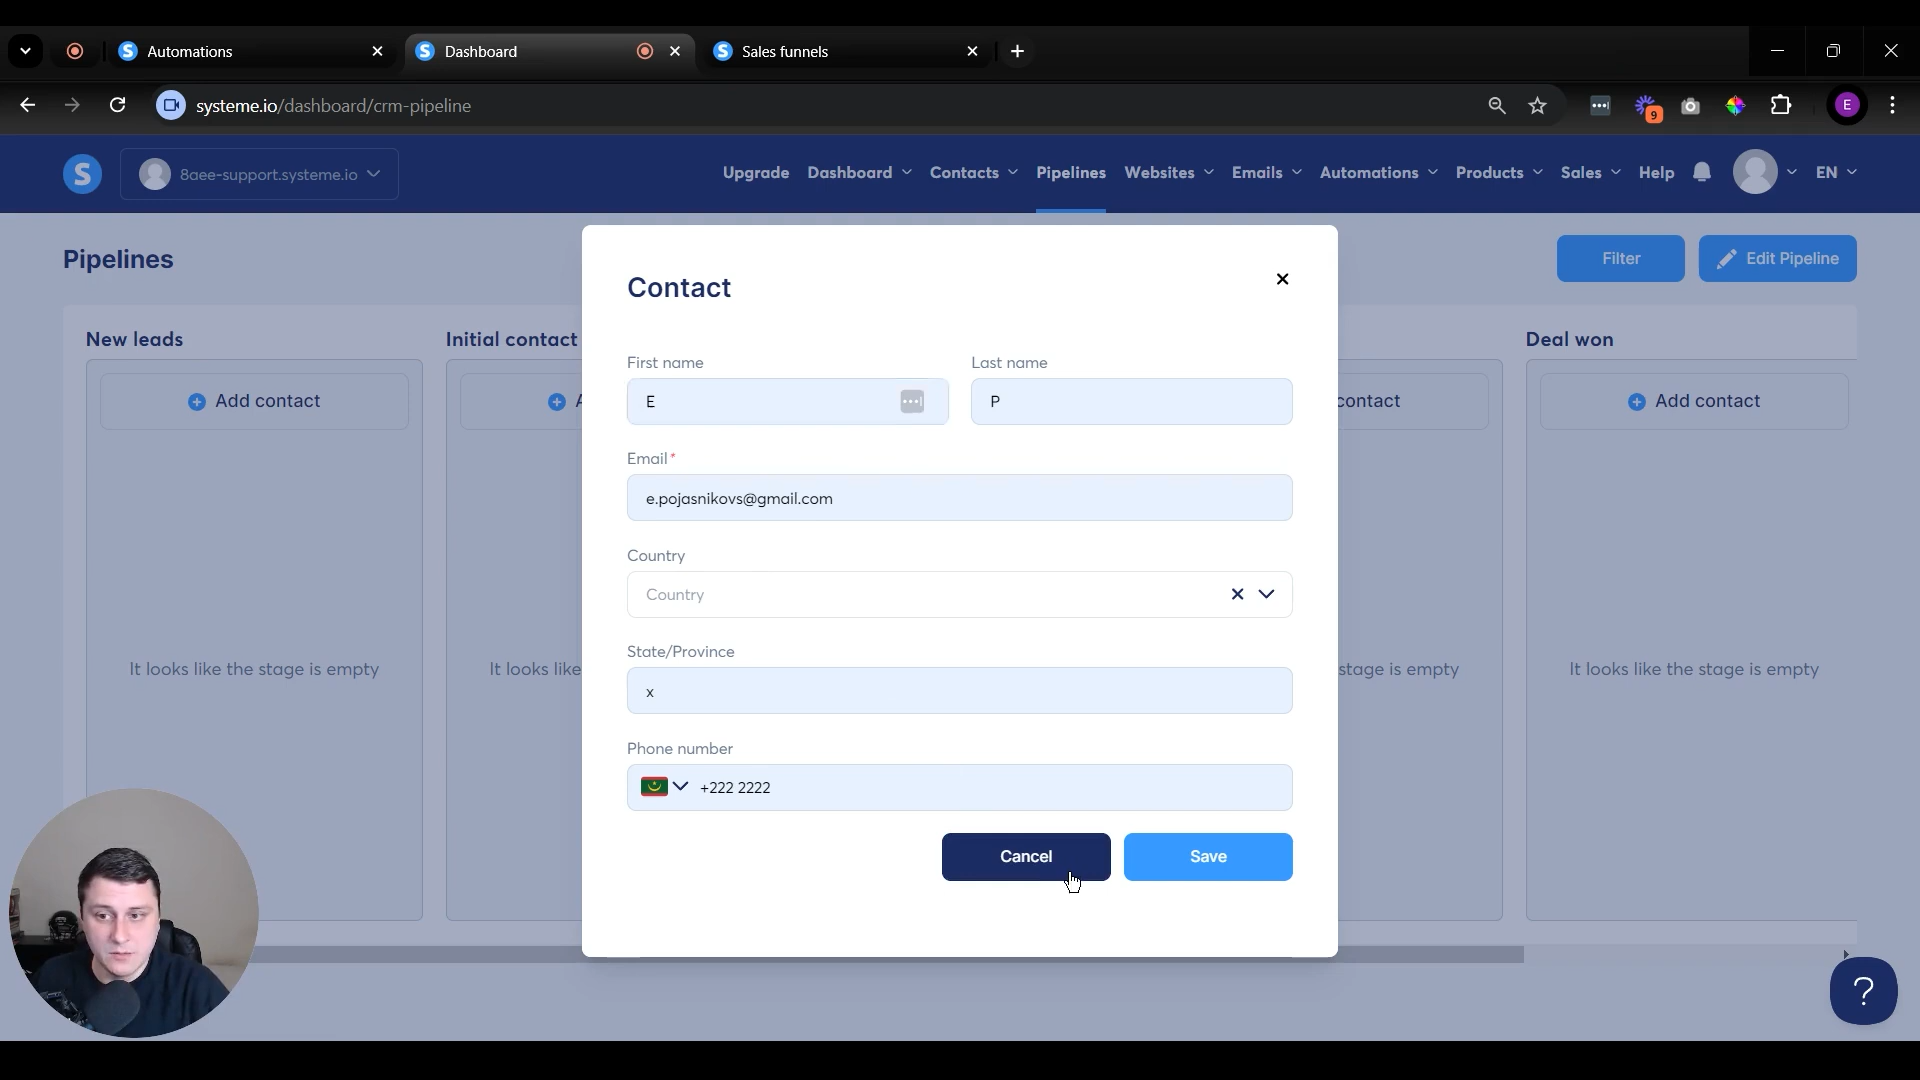 Automations
Dashboard
Sales funnels
systeme.io/dashboard/crm-pipeline
9
E
S
8aee-support.systeme.io
Upgrade
Dashboard
Contacts
Pipelines
Websites
Emails
Automations
Products
Sales
Help
EN
Pipelines
Filter
Edit Pipeline
New leads
Initial contact
Deal won
Add contact
A
contact
Add contact
It looks like the stage is empty
It looks like
stage is empty
It looks like the stage is empty
Contact
First name
Last name
E
P
Email*
e.pojasnikovs@gmail.com
Country
Country
State/Province
x
Phone number
+222 2222
Cancel
Save
?